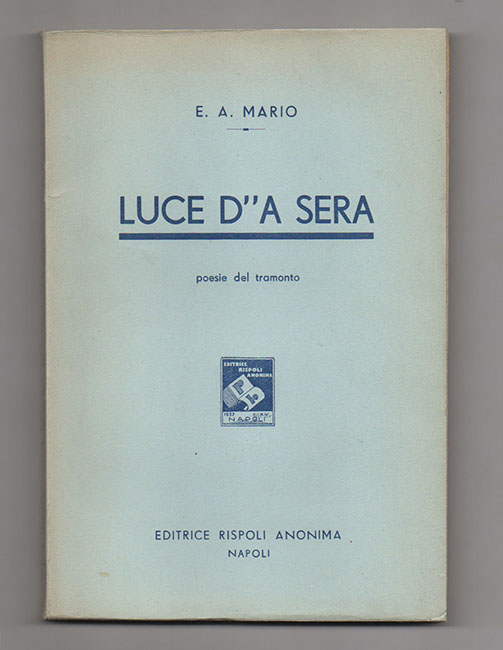 E. A. MARIO
LUCE D''A SERA
poesie del tramonto
EDITRICE
RISPOLI
ANONIMA
NAPOLI
EDITRICE RISPOLI ANONIMA
NAPOLI